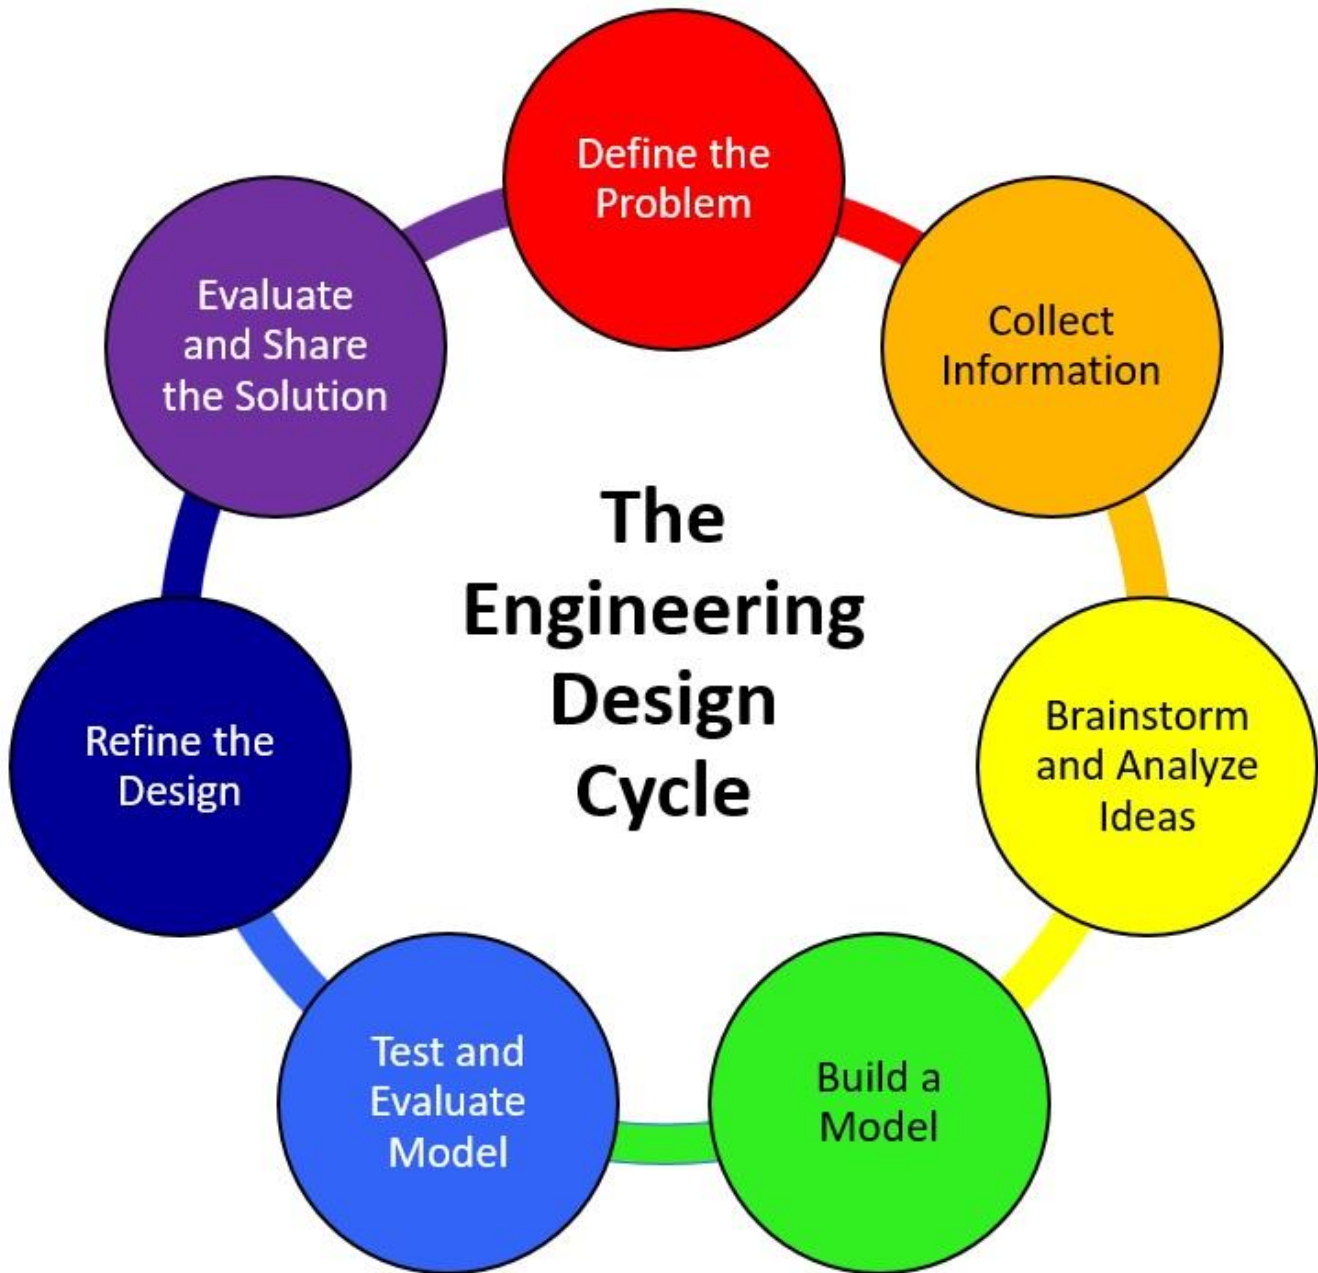 Define the
Problem
Collect
Information
Brainstorm
and Analyze
Ideas
Build a
Model
Test and
Evaluate
Model
Refine the
Design
Evaluate
and Share
the Solution
The
Engineering
Design
Cycle